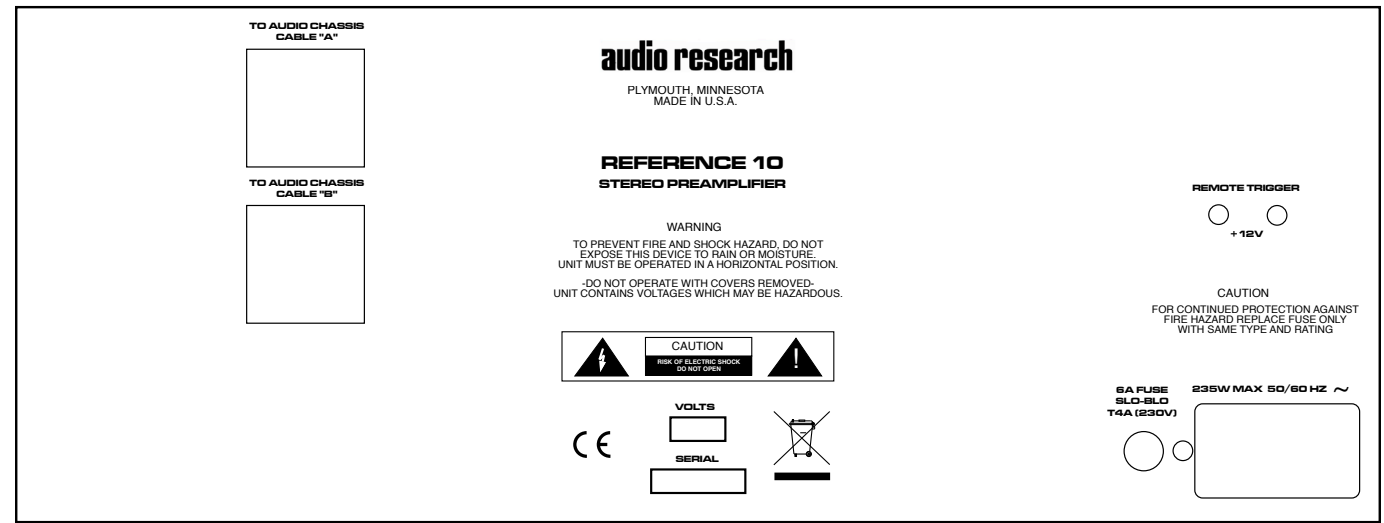 TO AUDIO CHASSIS
CABLE "A"
TO AUDIO CHASSIS
CABLE "B"
audio research
PLYMOUTH, MINNESOTA
MADE IN U.S.A.
REFERENCE 10
STEREO PREAMPLIFIER
WARNING
TO PREVENT FIRE AND SHOCK HAZARD, DO NOT
EXPOSE THIS DEVICE TO RAIN OR MOISTURE.
UNIT MUST BE OPERATED IN A HORIZONTAL POSITION.
-DO NOT OPERATE WITH COVERS REMOVED-
UNIT CONTAINS VOLTAGES WHICH MAY BE HAZARDOUS.
CAUTION
RISK OF ELECTRIC SHOCK
DO NOT OPEN
!
VOLTS
CE
SERIAL
REMOTE TRIGGER
+12V
CAUTION
FOR CONTINUED PROTECTION AGAINST
FIRE HAZARD REPLACE FUSE ONLY
WITH SAME TYPE AND RATING
6A FUSE
SLO-BLO
T4A (230V)
235W MAX 50/60 HZ ~